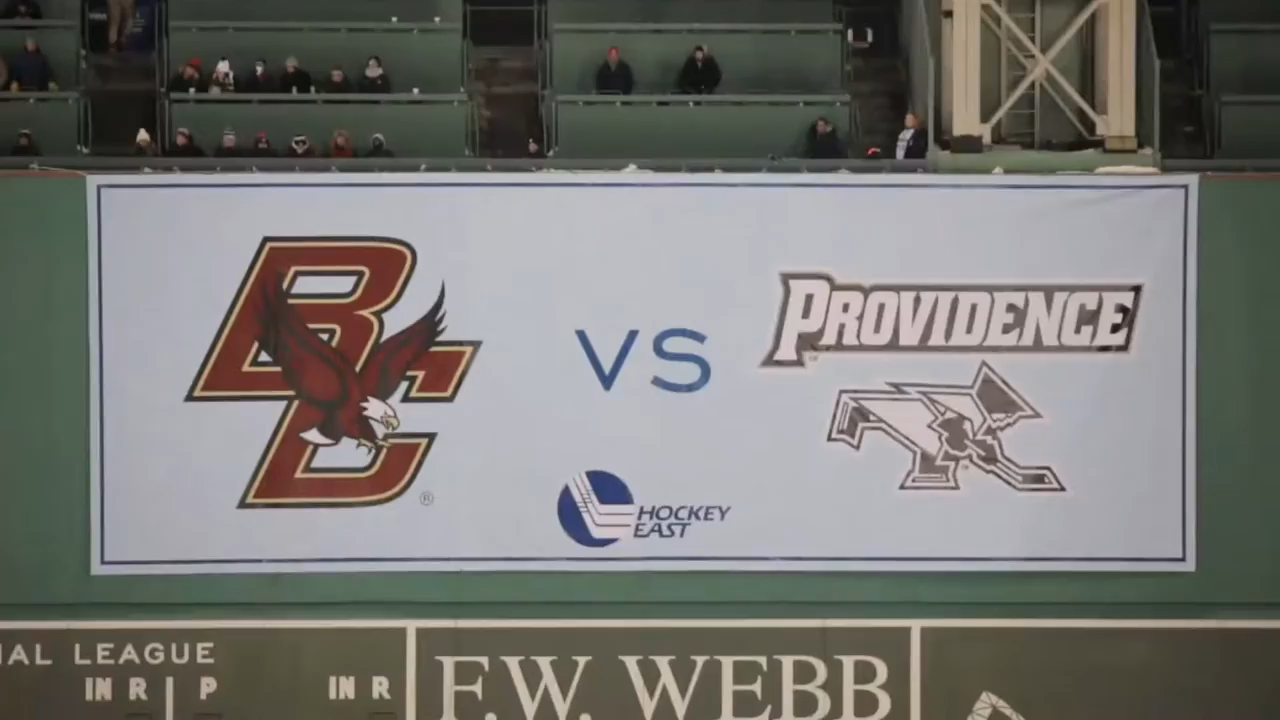 BC
®
VS
PROVIDENCE
HOCKEY
EAST
AL LEAGUE
IN R P
IN R
F.W. WEBB